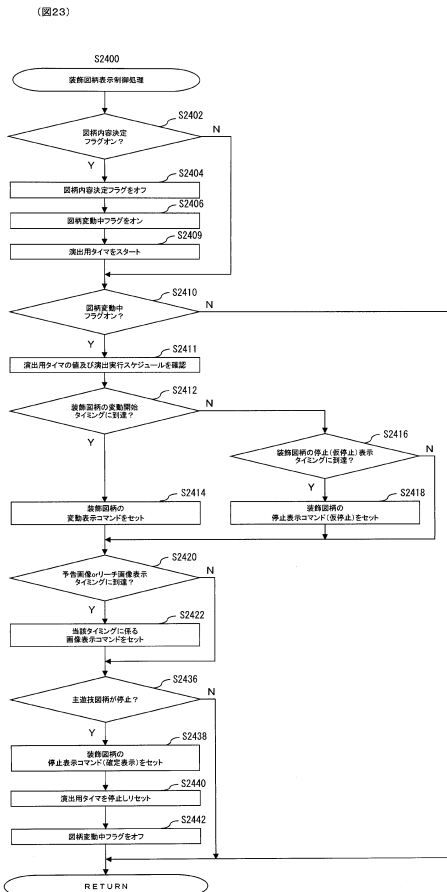 (図23)
S2400
装飾図柄表示制御処理
S2402
図柄内容決定
フラグオン?
N
Y
S2404
図柄内容決定フラグをオフ
S2406
図柄変動中フラグをオン
S2409
演出用タイマをスタート
S2410
図柄変動中
フラグオン?
N
Y
S2411
演出用タイマの値及び演出実行スケジュールを確認
S2412
装飾図柄の変動開始
タイミングに到達?
N
Y
S2416
装飾図柄の停止(仮停止)表示
タイミングに到達?
N
Y
S2414
装飾図柄の
変動表示コマンドをセット
S2418
装飾図柄の
停止表示コマンド(仮停止)をセット
S2420
予告画像orリーチ画像表示
タイミングに到達?
N
Y
S2422
当該タイミングに係る
画像表示コマンドをセット
S2436
主遊技図柄が停止?
N
Y
S2438
装飾図柄の
停止表示コマンド(確定表示)をセット
S2440
演出用タイマを停止しリセット
S2442
図柄変動中フラグをオフ
RETURN